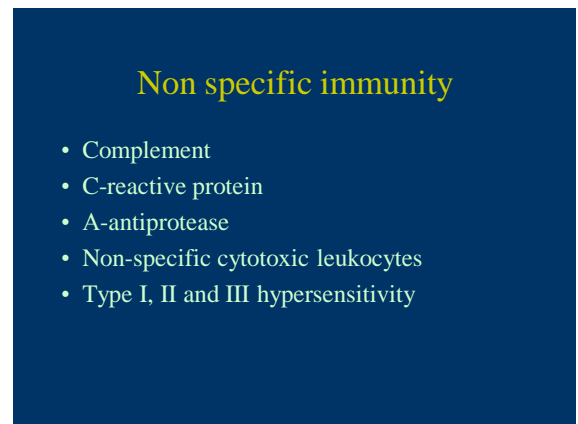 Non specific immunity
• Complement
• C-reactive protein
• A-antiprotease
• Non-specific cytotoxic leukocytes
• Type I, II and III hypersensitivity